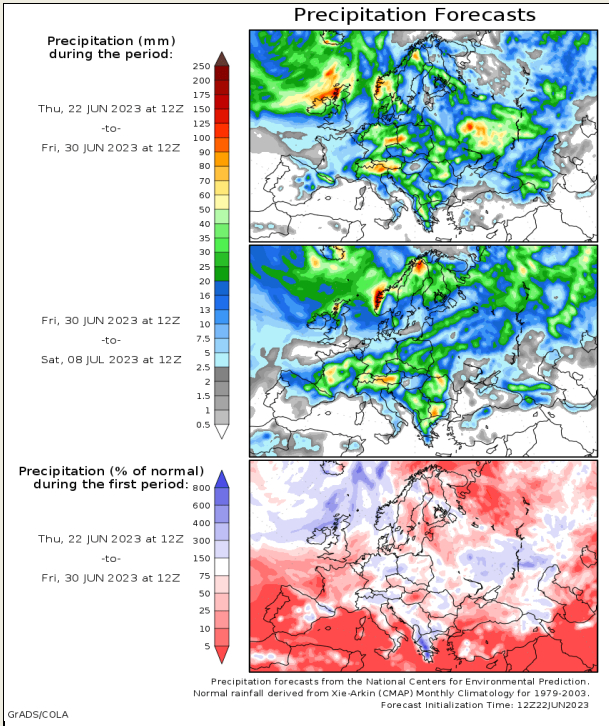 Precipitation Forecasts
Precipitation (mm)
during the period:
Thu, 22 JUN 2023 at 12Z
-to-
Fri, 30 JUN 2023 at 12Z
250
200
175
150
125
100
90
80
70
60
50
40
35
30
25
20
16
13
10
7.5
5
2.5
2
1.5
1
0.5
Fri, 30 JUN 2023 at 12Z
-to-
Sat, 08 JUL 2023 at 12Z
Precipitation (% of normal)
during the first period:
Thu, 22 JUN 2023 at 12Z
-to-
Fri, 30 JUN 2023 at 12Z
800
600
400
300
150
75
50
25
10
5
Precipitation forecasts from the National Centers for Environmental Prediction.
Normal rainfall derived from Xie-Arkin (CMAP) Monthly Climatology for 1979-2003.
Forecast Initialization Time: 12Z22JUN2023
GrADS/COLA